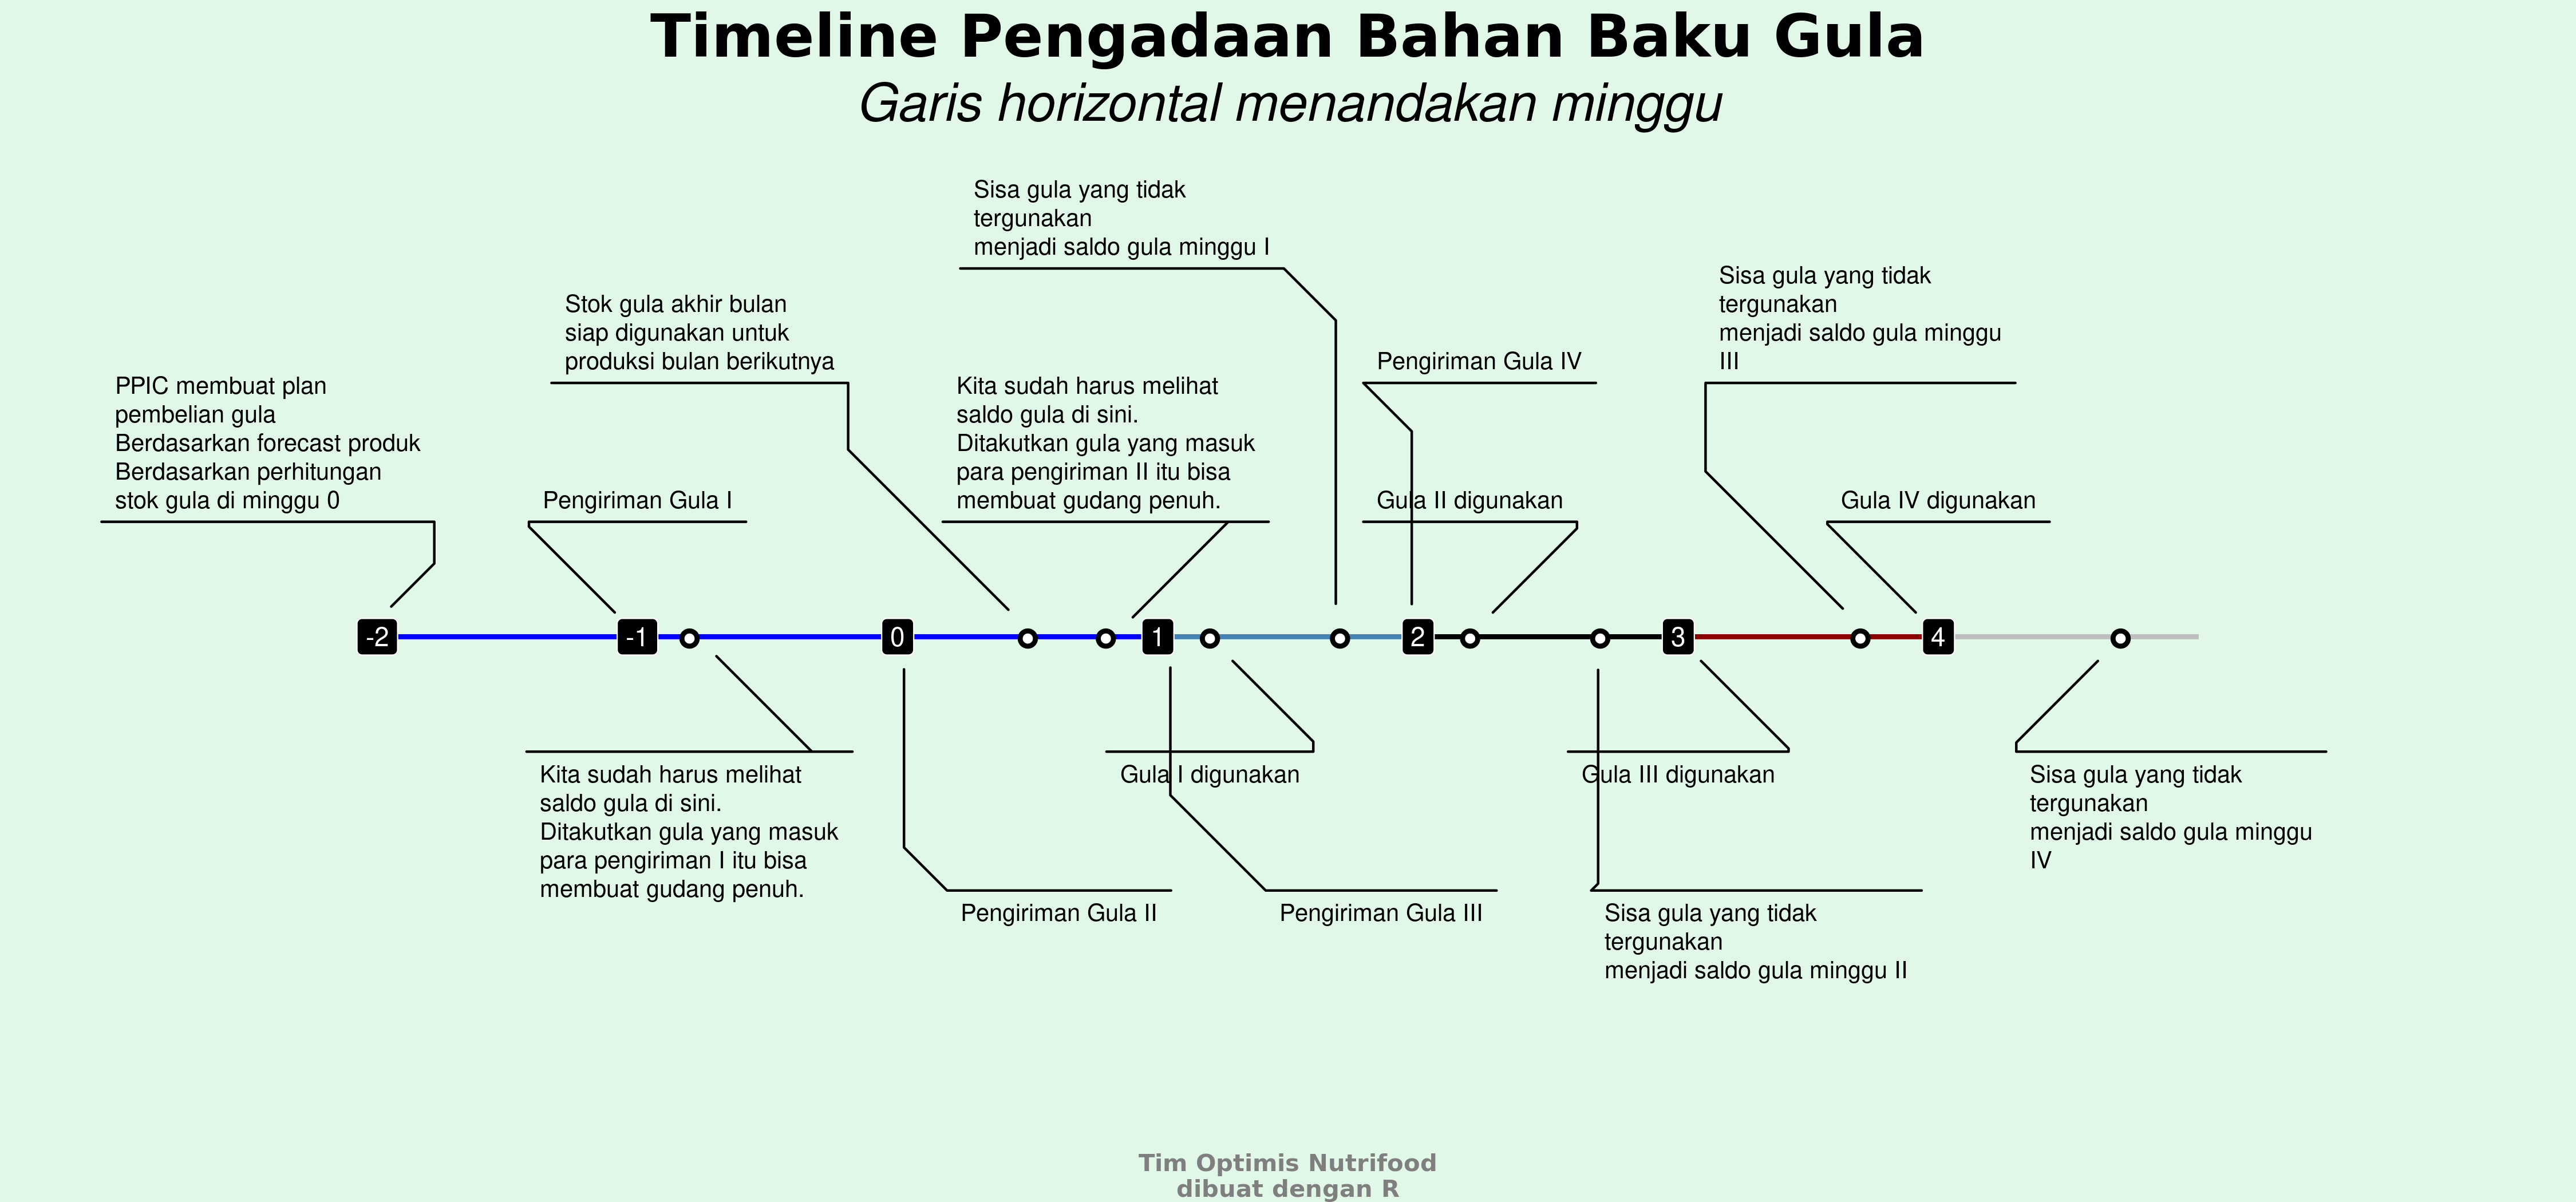 Timeline Pengadaan Bahan Baku Gula
Garis horizontal menandakan minggu
Sisa gula yang tidak
tergunakan
menjadi saldo gula minggu I
Sisa gula yang tidak
tergunakan
menjadi saldo gula minggu
III
Stok gula akhir bulan
siap digunakan untuk
produksi bulan berikutnya
Pengiriman Gula IV
PPIC membuat plan
pembelian gula
Berdasarkan forecast produk
Berdasarkan perhitungan
stok gula di minggu 0
Pengiriman Gula I
Kita sudah harus melihat
saldo gula di sini.
Ditakutkan gula yang masuk
para pengiriman II itu bisa
membuat gudang penuh.
Gula II digunakan
Gula IV digunakan
-2 -1 0 1 2 3 4
Kita sudah harus melihat
saldo gula di sini.
Ditakutkan gula yang masuk
para pengiriman I itu bisa
membuat gudang penuh.
Gula I digunakan
Gula III digunakan
Sisa gula yang tidak
tergunakan
menjadi saldo gula minggu
IV
Pengiriman Gula II
Pengiriman Gula III
Sisa gula yang tidak
tergunakan
menjadi saldo gula minggu II
Tim Optimis Nutrifood
dibuat dengan R